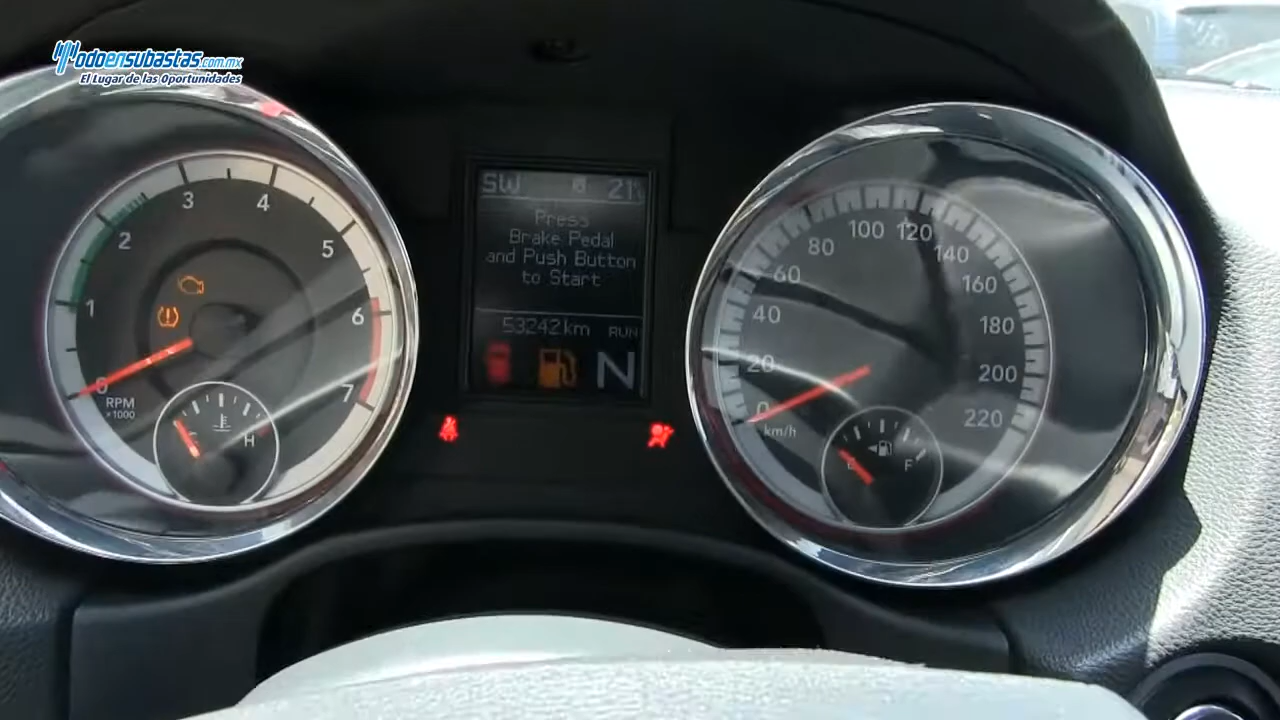 Todoensubastas.com.mx
El Lugar de las Oportunidades
SW 21
Press
Brake Pedal
and Push Button
to Start
53242km RUN
N
0
1
2
3
4
5
6
7
RPM
×1000
H
0
20
40
60
80
100
120
140
160
180
200
220
km/h
F